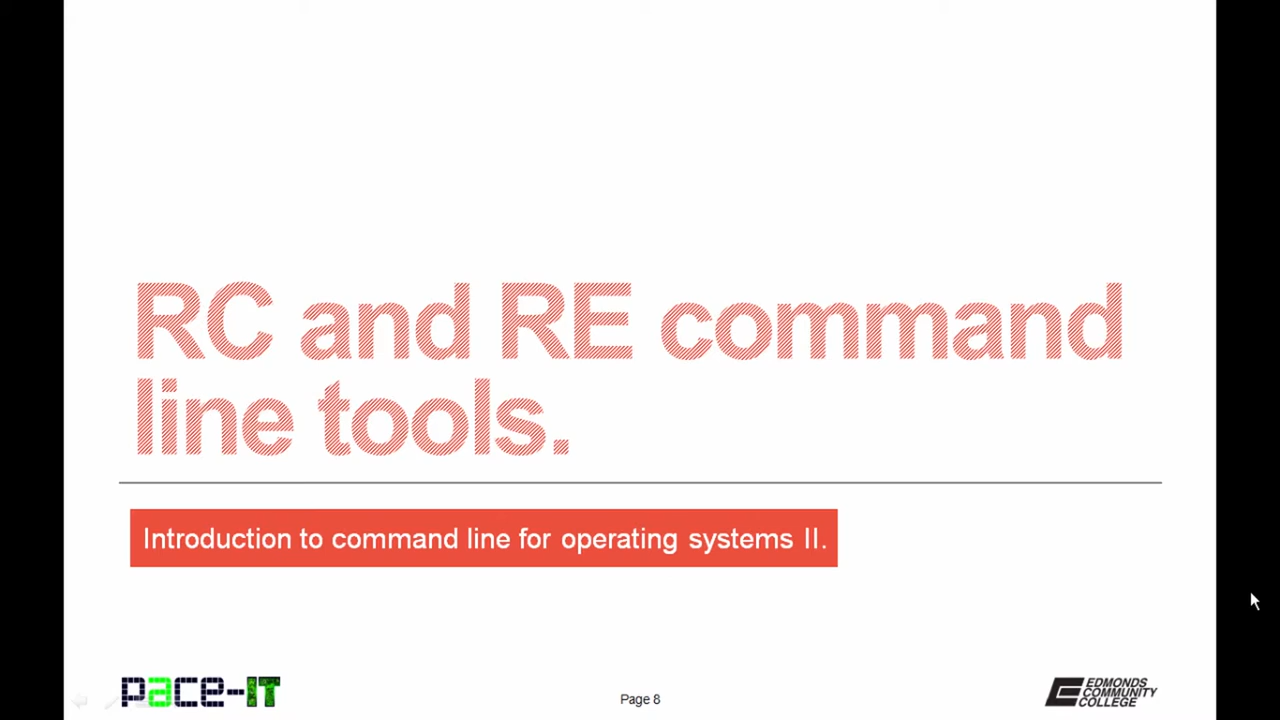 RC and RE command
line tools.
Introduction to command line for operating systems II.
pace-IT
Page 8
EDMONDS
COMMUNITY
COLLEGE